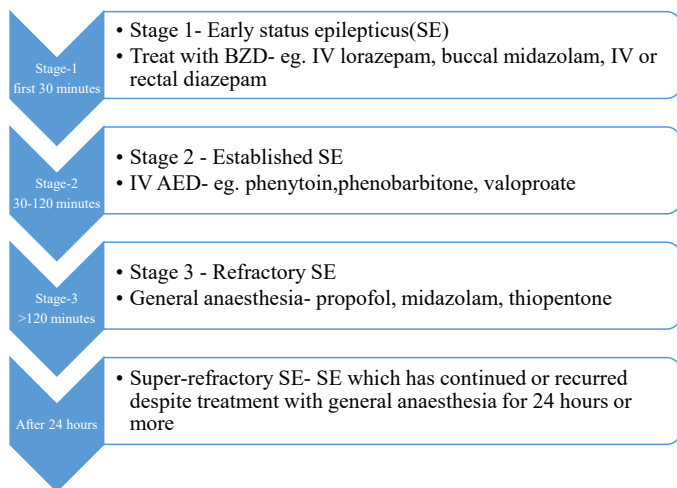 Stage-1
first 30 minutes
• Stage 1- Early status epilepticus(SE)
• Treat with BZD- eg. IV lorazepam, buccal midazolam, IV or
rectal diazepam
Stage-2
30-120 minutes
• Stage 2 - Established SE
• IV AED- eg. phenytoin,phenobarbitone, valoproate
Stage-3
>120 minutes
• Stage 3 - Refractory SE
• General anaesthesia- propofol, midazolam, thiopentone
After 24 hours
• Super-refractory SE- SE which has continued or recurred
despite treatment with general anaesthesia for 24 hours or
more